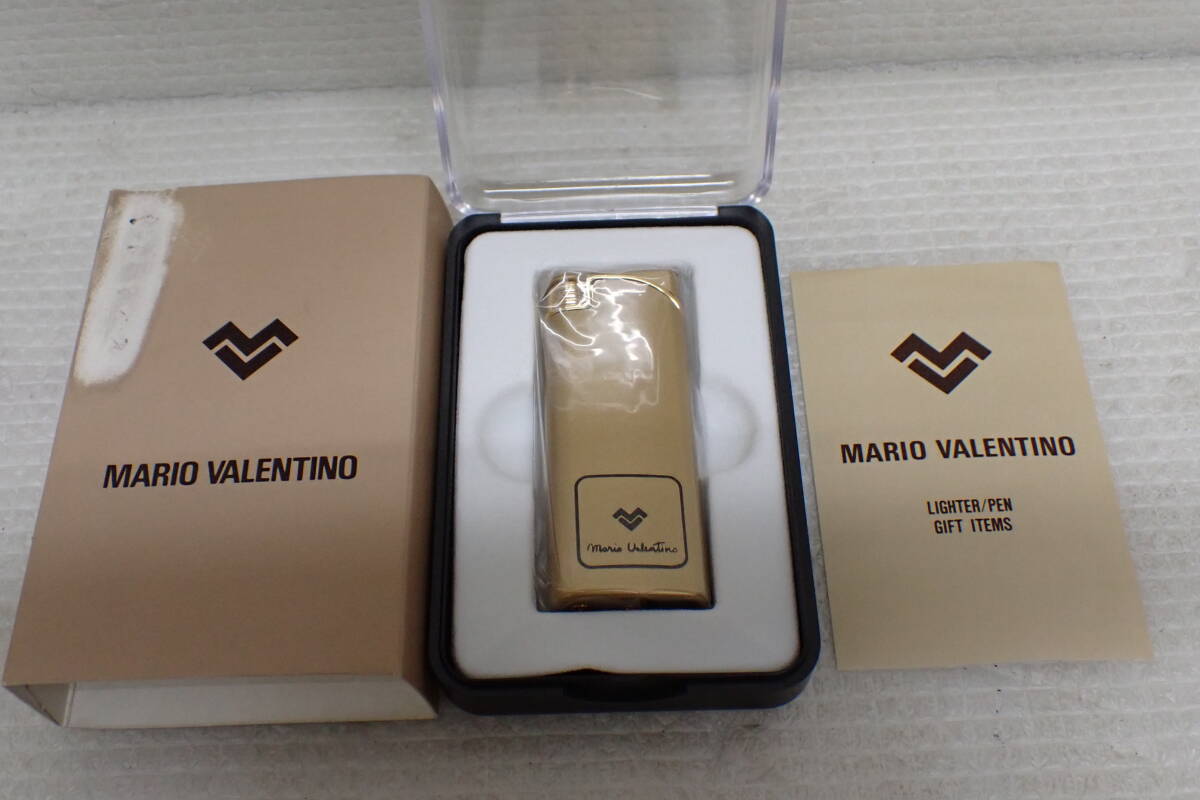 MARIO VALENTINO
mario valentino
MARIO VALENTINO
LIGHTER/PEN
GIFT ITEMS